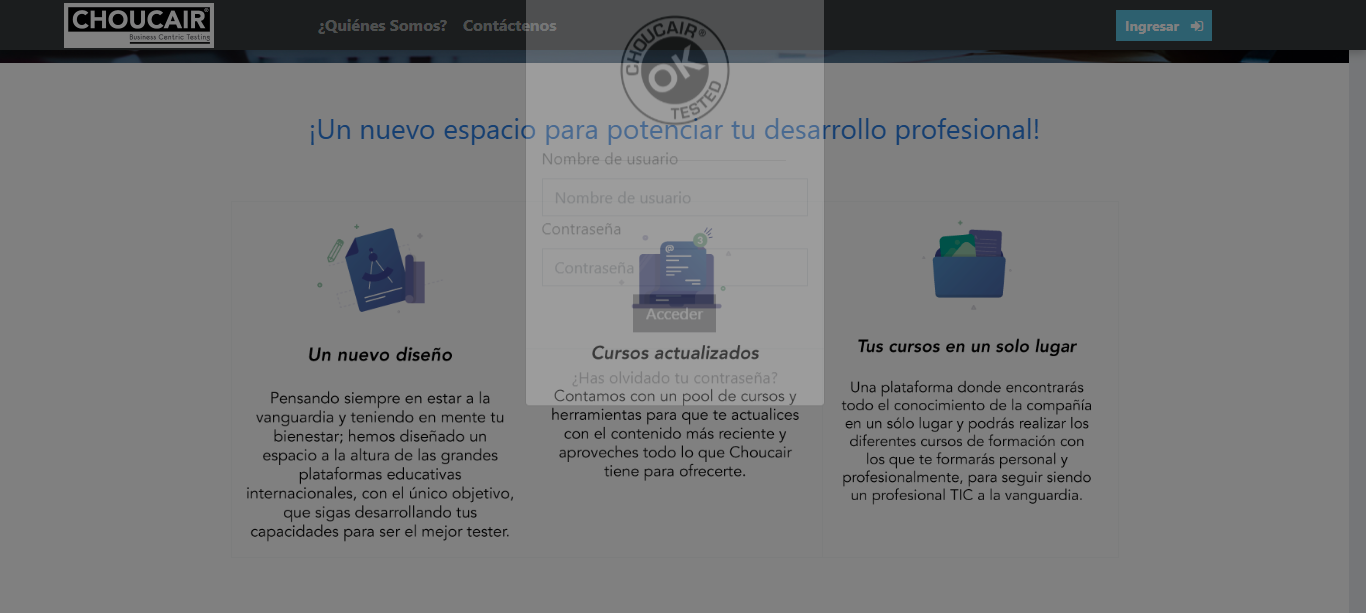 CHOUCAIR®
Business Centric Testing
¿Quiénes Somos?
Contáctenos
Ingresar
CHOUCAIR®
OK
TESTED
¡Un nuevo espacio para potenciar tu desarrollo profesional!
Nombre de usuario
Nombre de usuario
Contraseña
Contraseña
Acceder
¿Has olvidado tu contraseña?
Un nuevo diseño
Pensando siempre en estar a la
vanguardia y teniendo en mente tu
bienestar; hemos diseñado un
espacio a la altura de las grandes
plataformas educativas
internacionales, con el único objetivo,
que sigas desarrollando tus
capacidades para ser el mejor tester.
@
3
Cursos actualizados
Contamos con un pool de cursos y
herramientas para que te actualices
con el contenido más reciente y
aproveches todo lo que Choucair
tiene para ofrecerte.
Tus cursos en un solo lugar
Una plataforma donde encontrarás
todo el conocimiento de la compañía
en un sólo lugar y podrás realizar los
diferentes cursos de formación con
los que te formarás personal y
profesionalmente, para seguir siendo
un profesional TIC a la vanguardia.